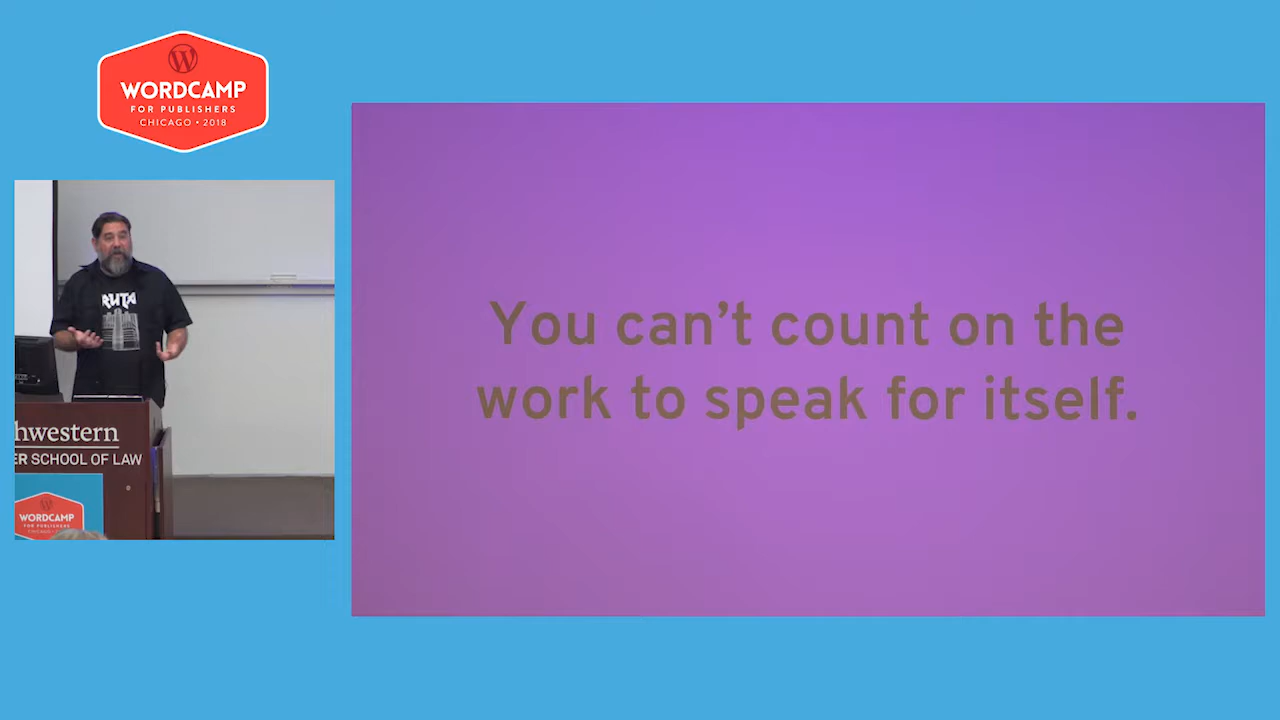 WORDCAMP
FOR PUBLISHERS
CHICAGO • 2018
You can’t count on the
work to speak for itself.
hwestern
ER SCHOOL OF LAW
WORDCAMP
FOR PUBLISHERS